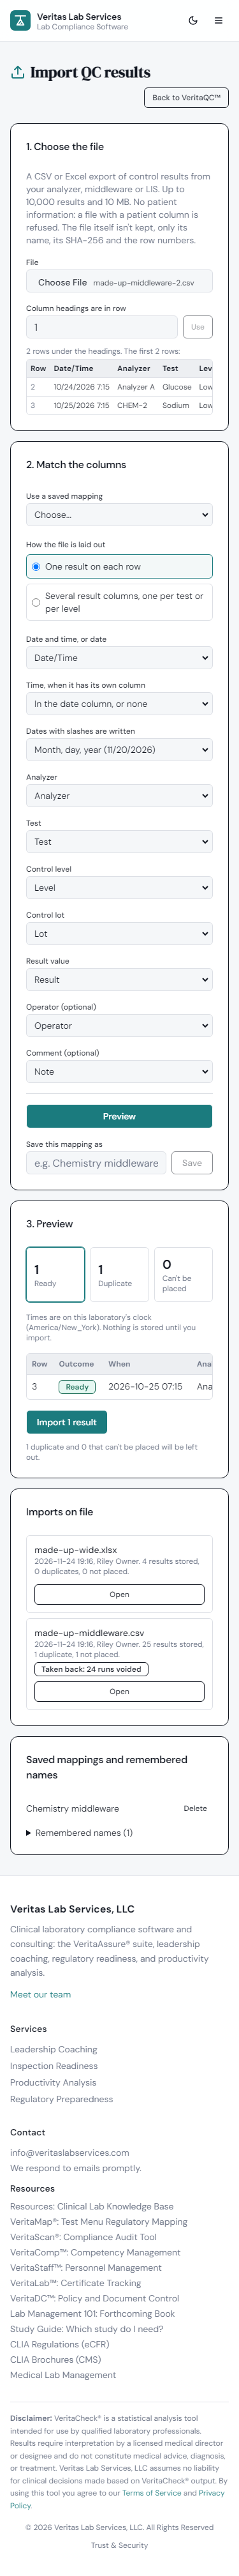 Veritas Lab Services
Lab Compliance Software
Import QC results
Back to VeritaQC™
1. Choose the file
A CSV or Excel export of control results from
your analyzer, middleware or LIS. Up to
10,000 results and 10 MB. No patient
information: a file with a patient column is
refused. The file itself isn't kept, only its
name, its SHA-256 and the row numbers.
File
Choose File made-up-middleware-2.csv
Column headings are in row
1
Use
2 rows under the headings. The first 2 rows:
Row Date/Time Analyzer Test Leve
2 10/24/2026 7:15 Analyzer A Glucose Low
3 10/25/2026 7:15 CHEM-2 Sodium Low
2. Match the columns
Use a saved mapping
Choose...
How the file is laid out
One result on each row
Several result columns, one per test or
per level
Date and time, or date
Date/Time
Time, when it has its own column
In the date column, or none
Dates with slashes are written
Month, day, year (11/20/2026)
Analyzer
Analyzer
Test
Test
Control level
Level
Control lot
Lot
Result value
Result
Operator (optional)
Operator
Comment (optional)
Note
Preview
Save this mapping as
e.g. Chemistry middleware
Save
3. Preview
1
Ready
1
Duplicate
0
Can't be
placed
Times are on this laboratory's clock
(America/New_York). Nothing is stored until you
import.
Row Outcome When Anal
3 Ready 2026-10-25 07:15 Ana
Import 1 result
1 duplicate and 0 that can't be placed will be left
out.
Imports on file
made-up-wide.xlsx
2026-11-24 19:16, Riley Owner. 4 results stored,
0 duplicates, 0 not placed.
Open
made-up-middleware.csv
2026-11-24 19:16, Riley Owner. 25 results stored,
1 duplicate, 1 not placed.
Taken back: 24 runs voided
Open
Saved mappings and remembered
names
Chemistry middleware
Delete
Remembered names (1)
Veritas Lab Services, LLC
Clinical laboratory compliance software and
consulting: the VeritaAssure® suite, leadership
coaching, regulatory readiness, and productivity
analysis.
Meet our team
Services
Leadership Coaching
Inspection Readiness
Productivity Analysis
Regulatory Preparedness
Contact
info@veritaslabservices.com
We respond to emails promptly.
Resources
Resources: Clinical Lab Knowledge Base
VeritaMap®: Test Menu Regulatory Mapping
VeritaScan®: Compliance Audit Tool
VeritaComp™: Competency Management
VeritaStaff™: Personnel Management
VeritaLab™: Certificate Tracking
VeritaDC™: Policy and Document Control
Lab Management 101: Forthcoming Book
Study Guide: Which study do I need?
CLIA Regulations (eCFR)
CLIA Brochures (CMS)
Medical Lab Management
Disclaimer: VeritaCheck® is a statistical analysis tool
intended for use by qualified laboratory professionals.
Results require interpretation by a licensed medical director
or designee and do not constitute medical advice, diagnosis,
or treatment. Veritas Lab Services, LLC assumes no liability
for clinical decisions made based on VeritaCheck® output. By
using this tool you agree to our Terms of Service and Privacy
Policy.
© 2026 Veritas Lab Services, LLC. All Rights Reserved
Trust & Security